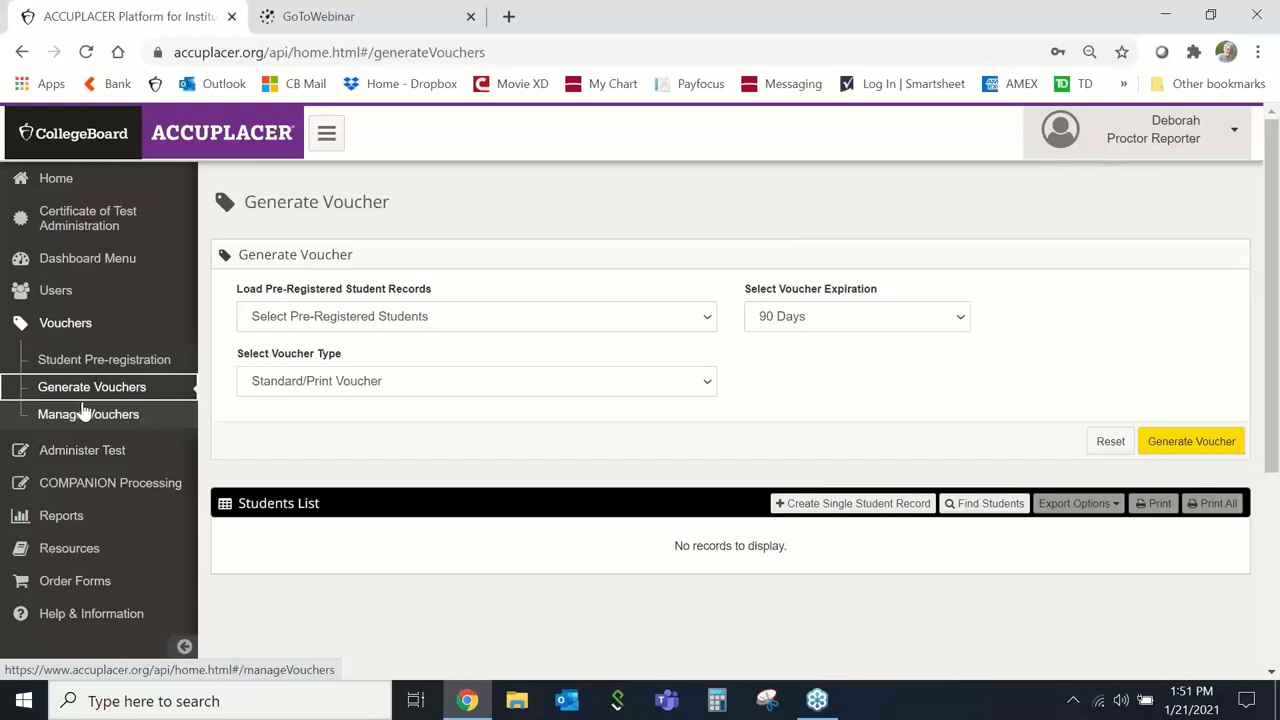 ACCUPLACER Platform for Institu
GoToWebinar
accuplacer.org/api/home.html#/generateVouchers
Apps
Bank
Outlook
CB Mail
Home - Dropbox
Movie XD
My Chart
Payfocus
Messaging
Log In | Smartsheet
AMEX
TD
»
Other bookmarks
CollegeBoard
ACCUPLACER
Deborah
Proctor Reporter
Home
Certificate of Test
Administration
Dashboard Menu
Users
Vouchers
Student Pre-registration
Generate Vouchers
Manage Vouchers
Administer Test
COMPANION Processing
Reports
Resources
Order Forms
Help & Information
Generate Voucher
Generate Voucher
Load Pre-Registered Student Records
Select Voucher Expiration
Select Pre-Registered Students
90 Days
Select Voucher Type
Standard/Print Voucher
Reset
Generate Voucher
Students List
+ Create Single Student Record
Find Students
Export Options
Print
Print All
No records to display.
https://www.accuplacer.org/api/home.html#/manageVouchers
Type here to search
1:51 PM
1/21/2021